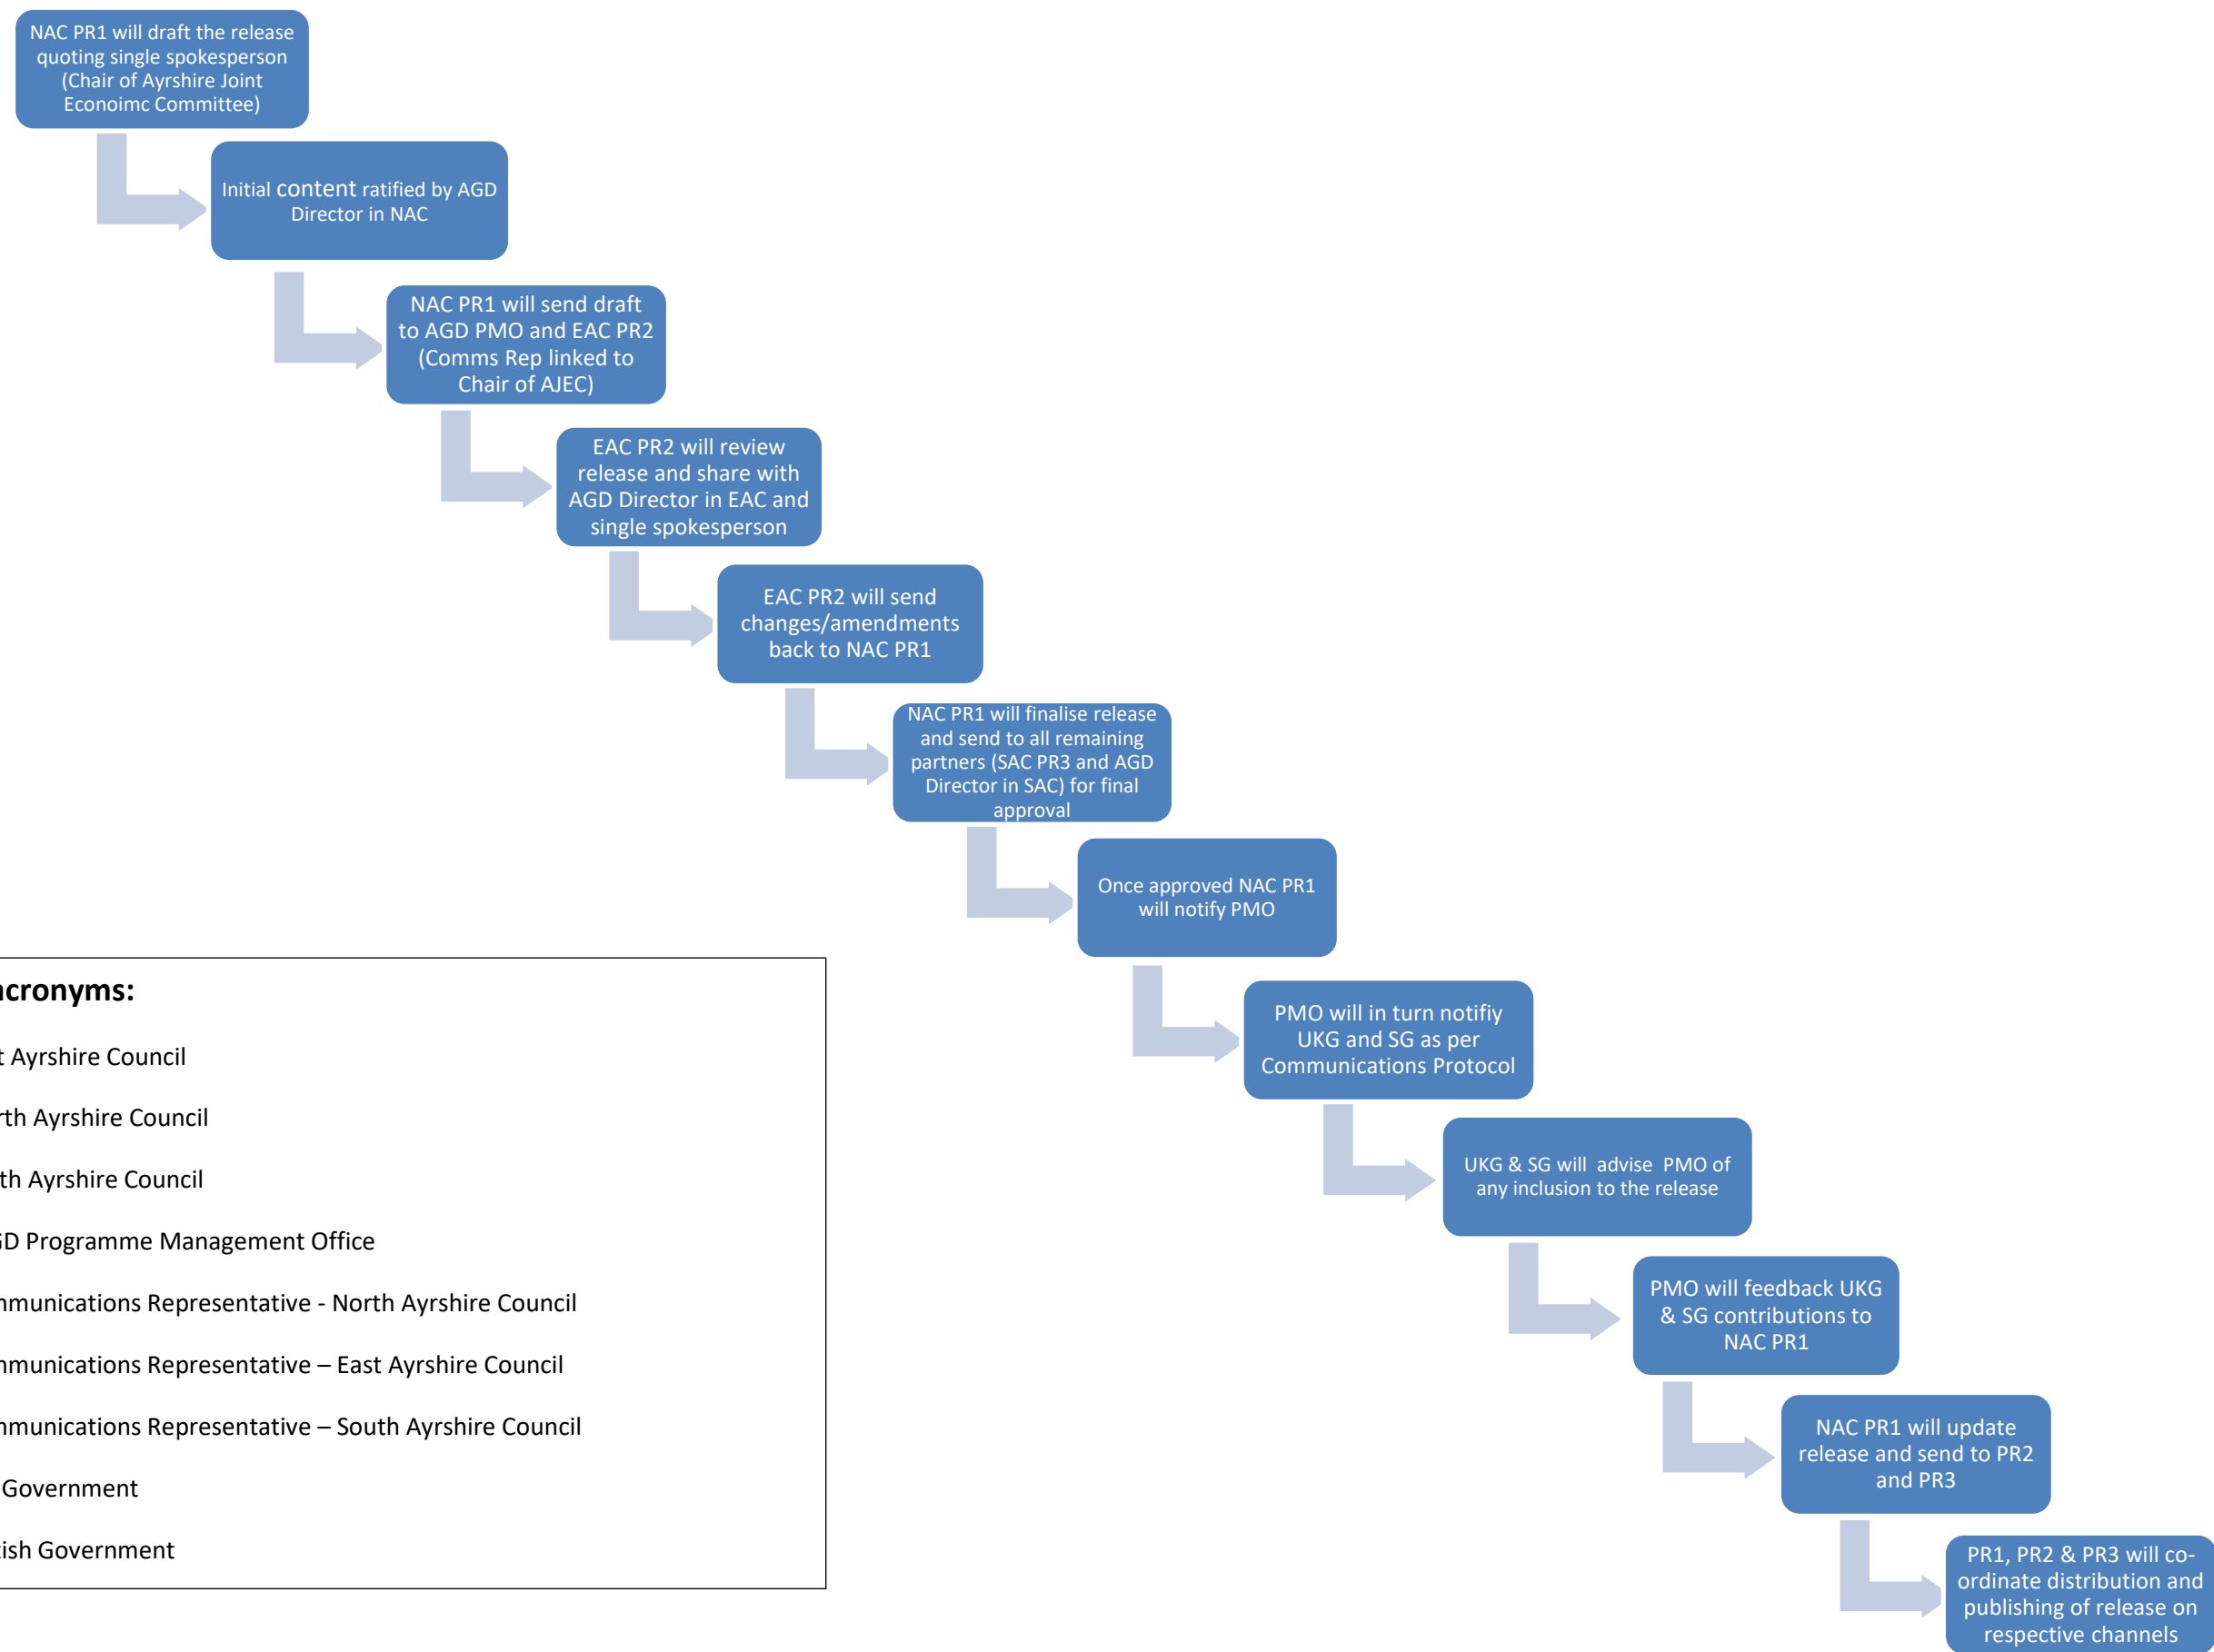 NAC PR1 will draft the release
quoting single spokesperson
(Chair of Ayrshire Joint
Econoimc Committee)
Initial content ratified by AGD
Director in NAC
NAC PR1 will send draft
to AGD PMO and EAC PR2
(Comms Rep linked to
Chair of AJEC)
EAC PR2 will review
release and share with
AGD Director in EAC and
single spokesperson
EAC PR2 will send
changes/amendments
back to NAC PR1
NAC PR1 will finalise release
and send to all remaining
partners (SAC PR3 and AGD
Director in SAC) for final
approval
Once approved NAC PR1
will notify PMO
PMO will in turn notifiy
UKG and SG as per
Communications Protocol
UKG & SG will advise PMO of
any inclusion to the release
PMO will feedback UKG
& SG contributions to
NAC PR1
NAC PR1 will update
release and send to PR2
and PR3
PR1, PR2 & PR3 will co-
ordinate distribution and
publishing of release on
respective channels
acronyms:
Ayrshire Council
Ayrshire Council
Ayrshire Council
Programme Management Office
Representative - North Ayrshire Council
Representative – East Ayrshire Council
Representative – South Ayrshire Council
Government
Government